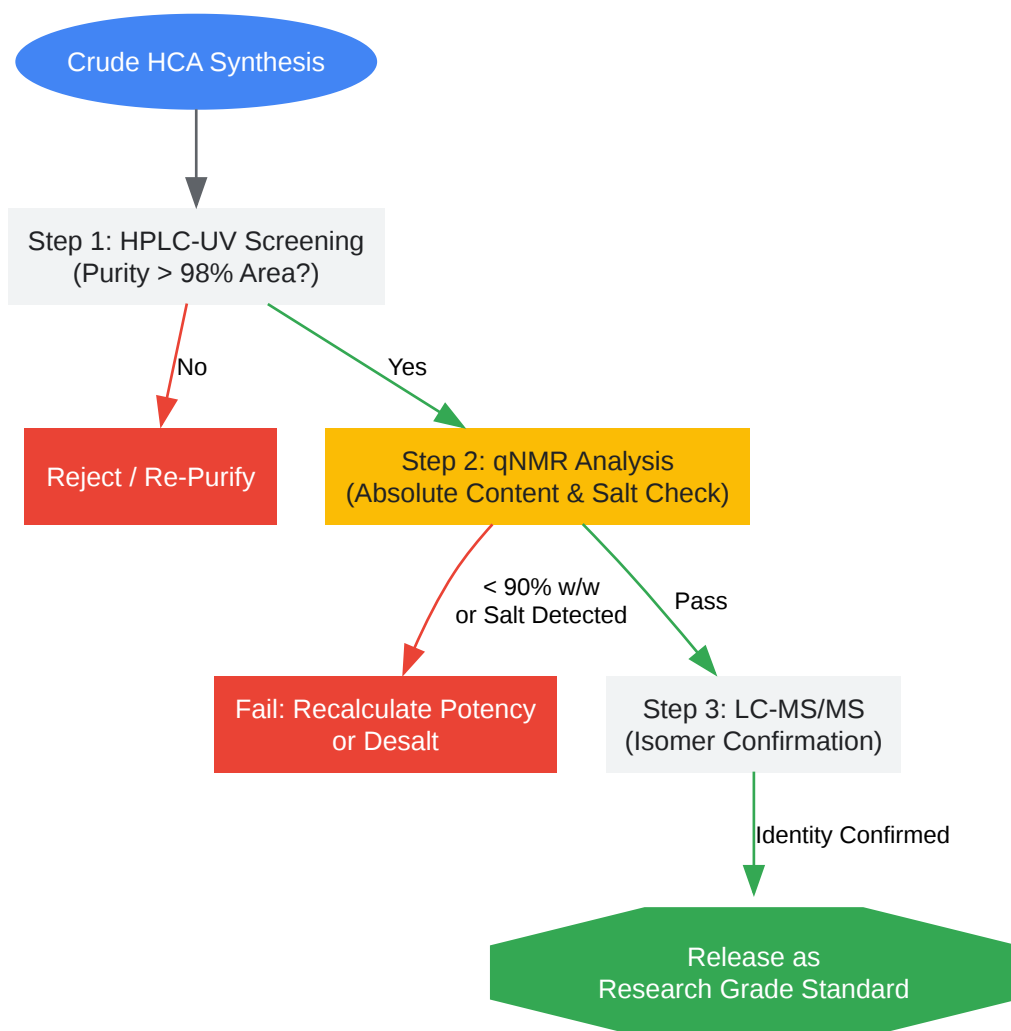 Crude HCA Synthesis
Step 1: HPLC-UV Screening
(Purity > 98% Area?)
No
Yes
Reject / Re-Purify
Step 2: qNMR Analysis
(Absolute Content & Salt Check)
< 90% w/w
or Salt Detected
Pass
Fail: Recalculate Potency
or Desalt
Step 3: LC-MS/MS
(Isomer Confirmation)
Identity Confirmed
Release as
Research Grade Standard